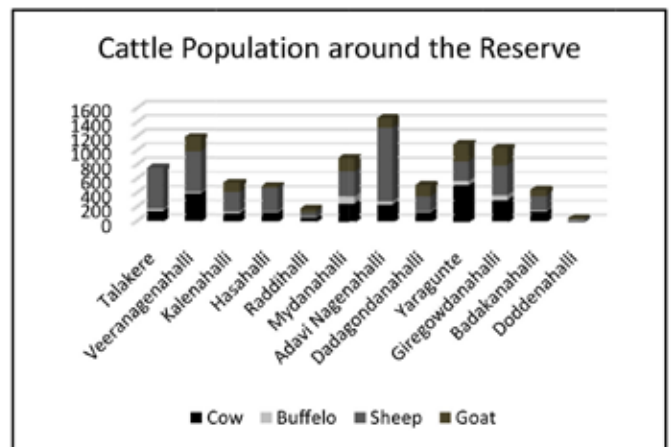 Cattle Population around the Reserve
1600
1400
1200
1000
800
600
400
200
0
Talakere
Veeranagenahalli
Kalenahalli
Hasahalli
Raddihalli
Mydanahalli
Adavi Nagenahalli
Dadagondanahalli
Yaragunte
Giregowdanahalli
Badakanahalli
Doddenahalli
Cow Buffelo Sheep Goat